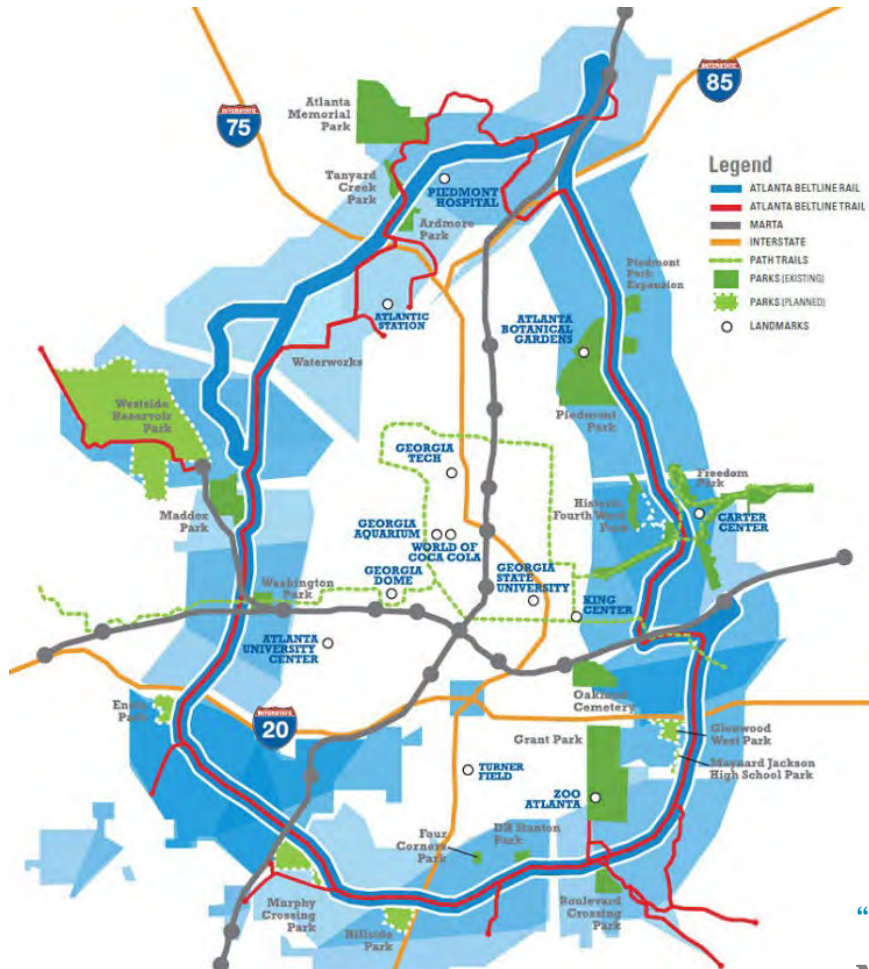 INTERSTATE
85
INTERSTATE
75
Atlanta
Memorial
Park
Tanyard
Creek
Park
PIEDMONT
HOSPITAL
Ardmore
Park
Legend
ATLANTA BELTLINE RAIL
ATLANTA BELTLINE TRAIL
MARTA
INTERSTATE
PATH TRAILS
PARKS (EXISTING)
PARKS (PLANNED)
LANDMARKS
Piedmont
Park
Expansion
ATLANTIC
STATION
ATLANTA
BOTANICAL
GARDENS
Waterworks
Westside
Reservoir
Park
Piedmont
Park
GEORGIA
TECH
Freedom
Park
Maddox
Park
Historic
Fourth Ward
Park
CARTER
CENTER
GEORGIA
AQUARIUM
WORLD OF
COCA COLA
GEORGIA
DOME
GEORGIA
STATE
UNIVERSITY
Washington
Park
KING
CENTER
ATLANTA
UNIVERSITY
CENTER
Oakland
Cemetery
Enota
Park
INTERSTATE
20
Grant Park
Glenwood
West Park
Maynard Jackson
High School Park
TURNER
FIELD
ZOO
ATLANTA
Four
Corners
Park
DH Stanton
Park
Murphy
Crossing
Park
Hillside
Park
Boulevard
Crossing
Park
“